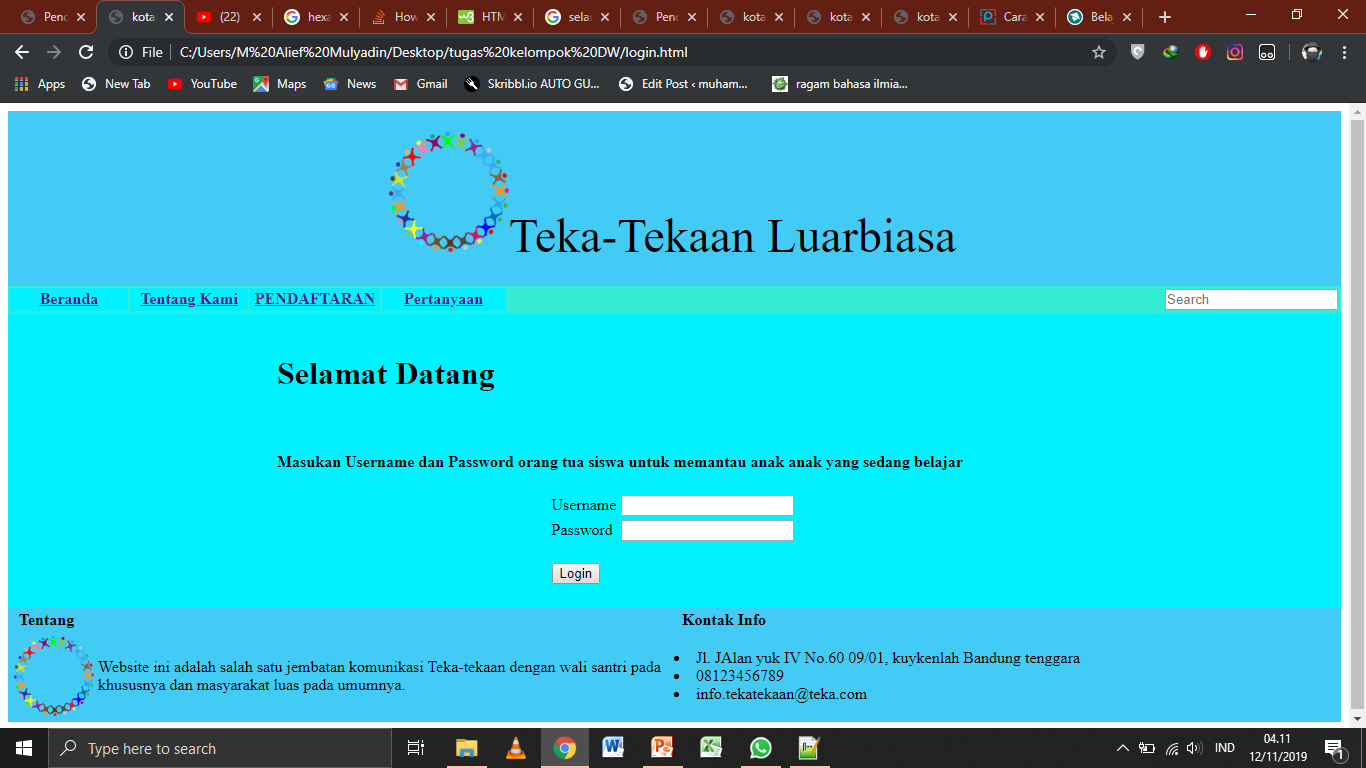 Penc
kota
(22)
hexa
How
HTM
selar
Penc
kota
kota
kota
Cara
Bela
File
C:/Users/M%20Alief%20Mulyadin/Desktop/tugas%20kelompok%20DW/login.html
Apps
New Tab
YouTube
Maps
News
Gmail
Skribbl.io AUTO GU...
Edit Post ‹ muham...
ragam bahasa ilmia...
Teka-Tekaan Luarbiasa
Beranda
Tentang Kami
PENDAFTARAN
Pertanyaan
Search
Selamat Datang
Masukan Username dan Password orang tua siswa untuk memantau anak anak yang sedang belajar
Username
Password
Login
Tentang
Website ini adalah salah satu jembatan komunikasi Teka-tekaan dengan wali santri pada
khususnya dan masyarakat luas pada umumnya.
Kontak Info
Jl. JAlan yuk IV No.60 09/01, kuykenlah Bandung tenggara
08123456789
info.tekatekaan@teka.com
Type here to search
IND
04.11
12/11/2019
1